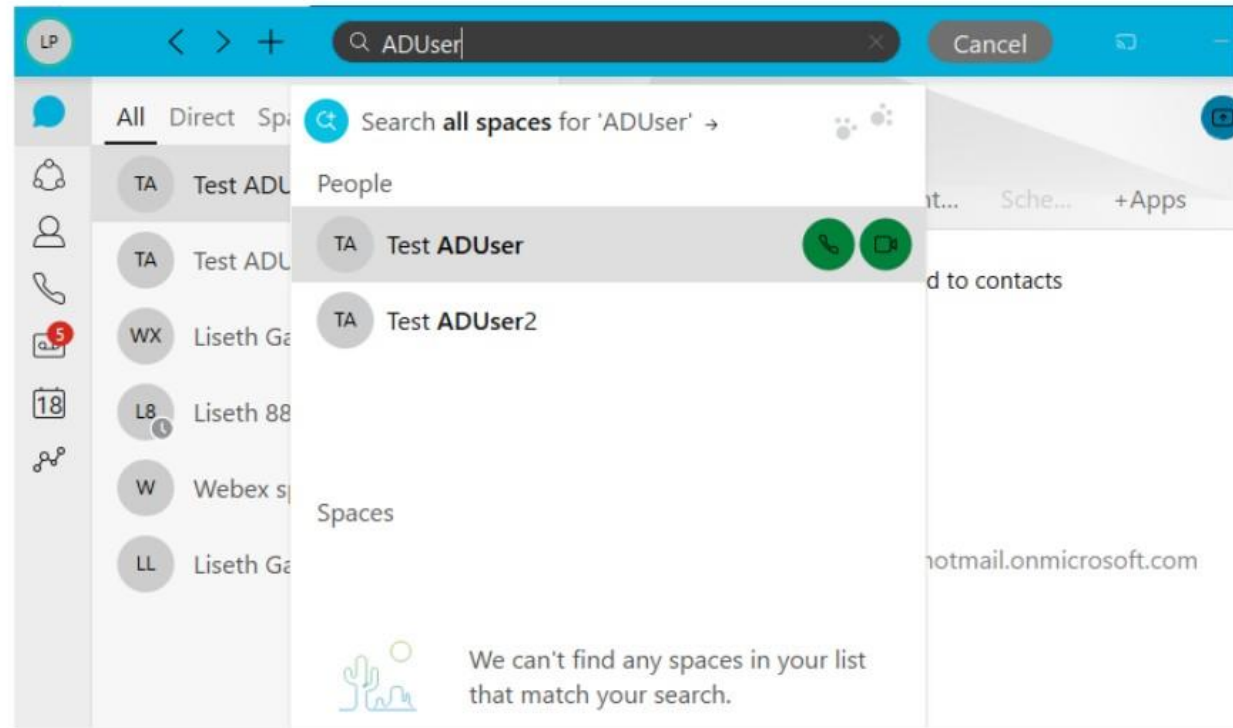 LP
ADUser
Cancel
All Direct Spa
Search all spaces for 'ADUser' →
TA Test ADU
People
nt... Sche... +Apps
TA Test ADUser
TA Test ADU
d to contacts
TA Test ADUser2
5
WX Liseth Ga
18
L8 Liseth 88
W Webex sp
Spaces
LL Liseth Ga
hotmail.onmicrosoft.com
We can't find any spaces in your list
that match your search.